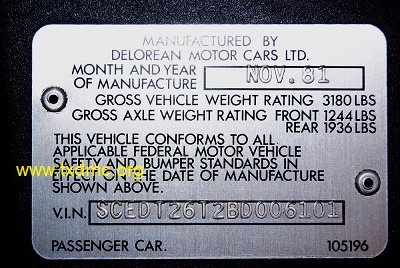 MANUFACTURED BY
DELOREAN MOTOR CARS LTD.
MONTH AND YEAR
OF MANUFACTURE NOV. 81
GROSS VEHICLE WEIGHT RATING 3180 LBS
GROSS AXLE WEIGHT RATING FRONT 1244 LBS
REAR 1936 LBS
THIS VEHICLE CONFORMS TO ALL
APPLICABLE FEDERAL MOTOR VEHICLE
SAFETY AND BUMPER STANDARDS IN
EFFECT ON THE DATE OF MANUFACTURE
SHOWN ABOVE.
www.txdmc.org
V.I.N. SCEDT26T2BD006101
PASSENGER CAR. 105196